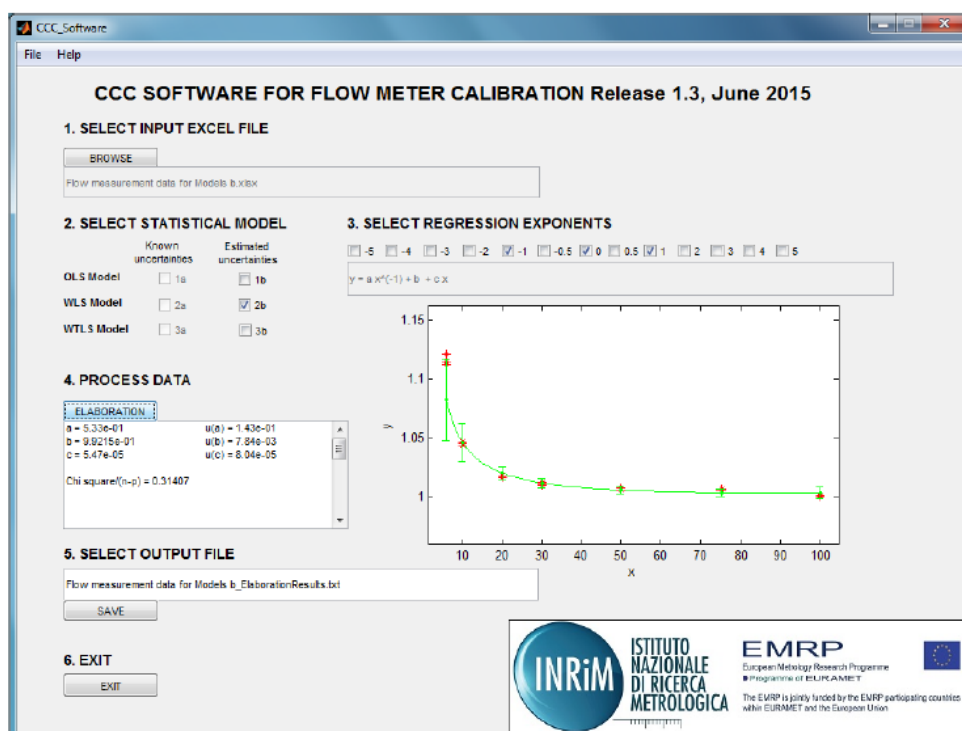 CCC_Software
File Help
CCC SOFTWARE FOR FLOW METER CALIBRATION Release 1.3, June 2015
1. SELECT INPUT EXCEL FILE
BROWSE
Flow measurement data for Models b.xlsx
2. SELECT STATISTICAL MODEL
Known uncertainties
Estimated uncertainties
OLS Model 1a 1b
WLS Model 2a 2b
WTLS Model 3a 3b
3. SELECT REGRESSION EXPONENTS
-5 -4 -3 -2 -1 -0.5 0 0.5 1 2 3 4 5
y = a x^(-1) + b + c x
1.15
1.1
1.05
1
y
10 20 30 40 50 60 70 80 90 100
x
4. PROCESS DATA
ELABORATION
a = 5.33e-01 u(a) = 1.43e-01
b = 9.9215e-01 u(b) = 7.84e-03
c = 5.47e-05 u(c) = 8.04e-05
Chi square/(n-p) = 0.31407
5. SELECT OUTPUT FILE
Flow measurement data for Models b_ElaborationResults.txt
SAVE
6. EXIT
EXIT
INRiM
ISTITUTO
NAZIONALE
DI RICERCA
METROLOGICA
EMRP
European Metrology Research Programme
Programme of EURAMET
The EMRP is jointly funded by the EMRP participating countries
within EURAMET and the European Union